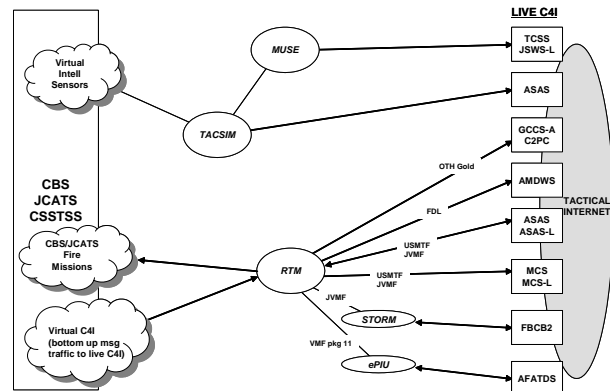 LIVE C4I
MUSE
TCSS
JSWS-L
Virtual
Intell
Sensors
ASAS
TACSIM
GCCS-A
C2PC
OTH Gold
CBS
JCATS
CSSTSS
AMDWS
FDL
TACTICAL
INTERNET
ASAS
ASAS-L
USMTF
JVMF
CBS/JCATS
Fire
Missions
RTM
USMTF
JVMF
MCS
MCS-L
JVMF
STORM
FBCB2
Virtual C4I
(bottom up msg
traffic to live C4I)
VMF pkg 11
ePIU
AFATDS